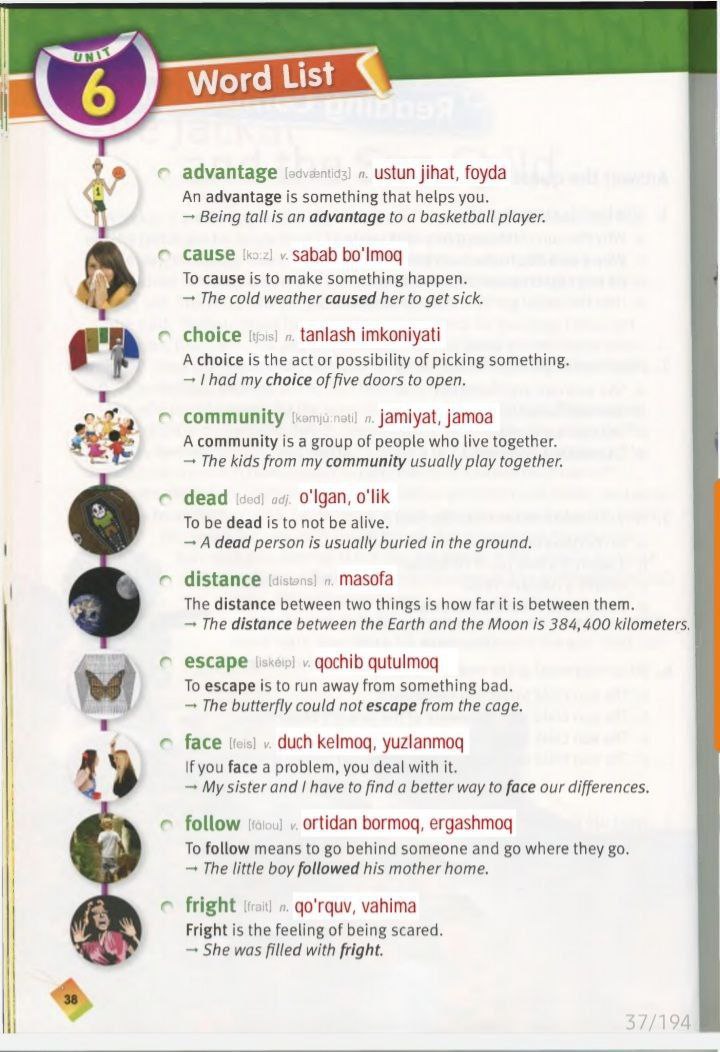 UNIT
6
Word List
advantage [ədvǽntidʒ] n. ustun jihat, foyda
An advantage is something that helps you.
→ Being tall is an advantage to a basketball player.
cause [kɔːz] v. sabab bo'lmoq
To cause is to make something happen.
→ The cold weather caused her to get sick.
choice [tʃɔis] n. tanlash imkoniyati
A choice is the act or possibility of picking something.
→ I had my choice of five doors to open.
community [kəmjúːnəti] n. jamiyat, jamoa
A community is a group of people who live together.
→ The kids from my community usually play together.
dead [ded] adj. o'lgan, o'lik
To be dead is to not be alive.
→ A dead person is usually buried in the ground.
distance [dístəns] n. masofa
The distance between two things is how far it is between them.
→ The distance between the Earth and the Moon is 384,400 kilometers.
escape [iskéip] v. qochib qutulmoq
To escape is to run away from something bad.
→ The butterfly could not escape from the cage.
face [feis] v. duch kelmoq, yuzlanmoq
If you face a problem, you deal with it.
→ My sister and I have to find a better way to face our differences.
follow [fálou] v. ortidan bormoq, ergashmoq
To follow means to go behind someone and go where they go.
→ The little boy followed his mother home.
fright [frait] n. qo'rquv, vahima
Fright is the feeling of being scared.
→ She was filled with fright.
38
37/194